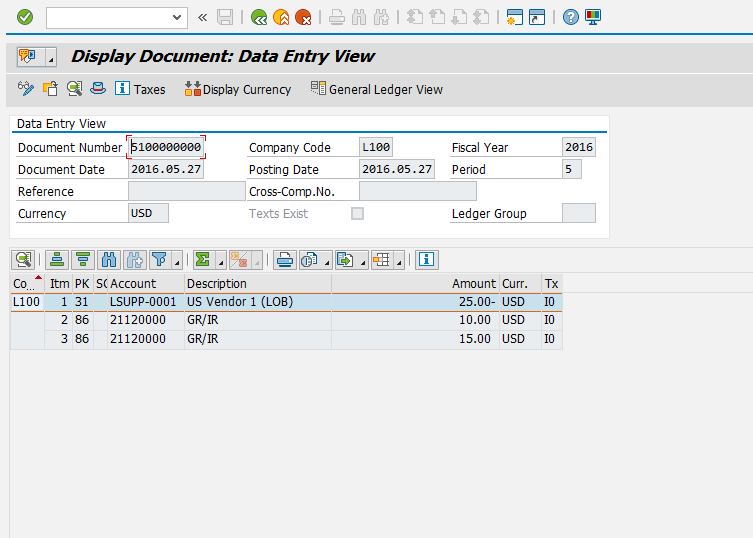 Display Document: Data Entry View
Taxes Display Currency General Ledger View
Data Entry View
Document Number 5100000000 Company Code L100 Fiscal Year 2016
Document Date 2016.05.27 Posting Date 2016.05.27 Period 5
Reference Cross-Comp.No.
Currency USD Texts Exist Ledger Group
Co... Itm PK SG Account Description Amount Curr. Tx
L100 1 31 LSUPP-0001 US Vendor 1 (LOB) 25.00- USD I0
2 86 21120000 GR/IR 10.00 USD I0
3 86 21120000 GR/IR 15.00 USD I0